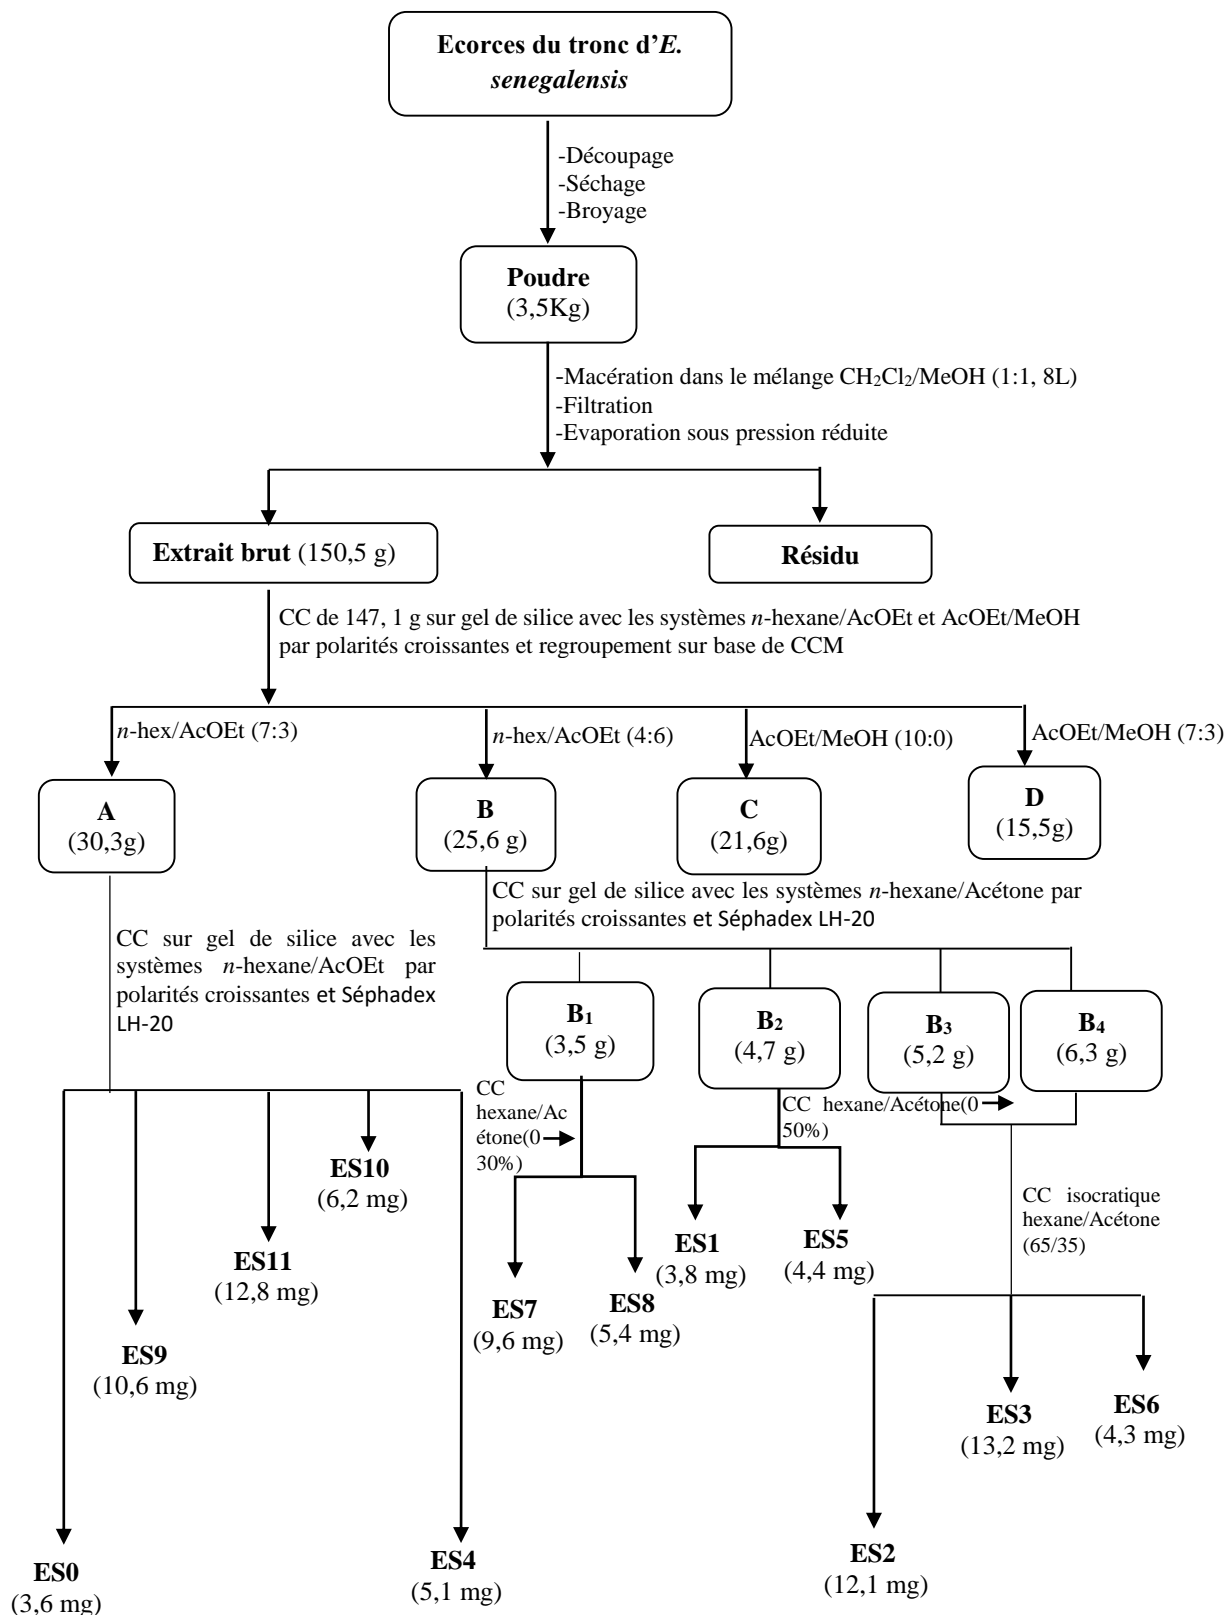 Ecorces du tronc d'E.
senegalensis
-Découpage
-Séchage
-Broyage
Poudre
(3,5Kg)
-Macération dans le mélange CH₂Cl₂/MeOH (1:1, 8L)
-Filtration
-Evaporation sous pression réduite
Extrait brut (150,5 g)
Résidu
CC de 147, 1 g sur gel de silice avec les systèmes n-hexane/AcOEt et AcOEt/MeOH
par polarités croissantes et regroupement sur base de CCM
n-hex/AcOEt (7:3)
n-hex/AcOEt (4:6)
AcOEt/MeOH (10:0)
AcOEt/MeOH (7:3)
A
(30,3g)
B
(25,6 g)
C
(21,6g)
D
(15,5g)
CC sur gel de silice avec les systèmes n-hexane/Acétone par
polarités croissantes et Séphadex LH-20
CC sur gel de silice avec les
systèmes n-hexane/AcOEt par
polarités croissantes et Séphadex
LH-20
B₁
(3,5 g)
B₂
(4,7 g)
B₃
(5,2 g)
B₄
(6,3 g)
CC
hexane/Ac
étone(0
30%)
CC hexane/Acétone(0
50%)
CC isocratique
hexane/Acétone
(65/35)
ES10
(6,2 mg)
ES11
(12,8 mg)
ES9
(10,6 mg)
ES7
(9,6 mg)
ES8
(5,4 mg)
ES1
(3,8 mg)
ES5
(4,4 mg)
ES3
(13,2 mg)
ES6
(4,3 mg)
ES0
(3,6 mg)
ES4
(5,1 mg)
ES2
(12,1 mg)